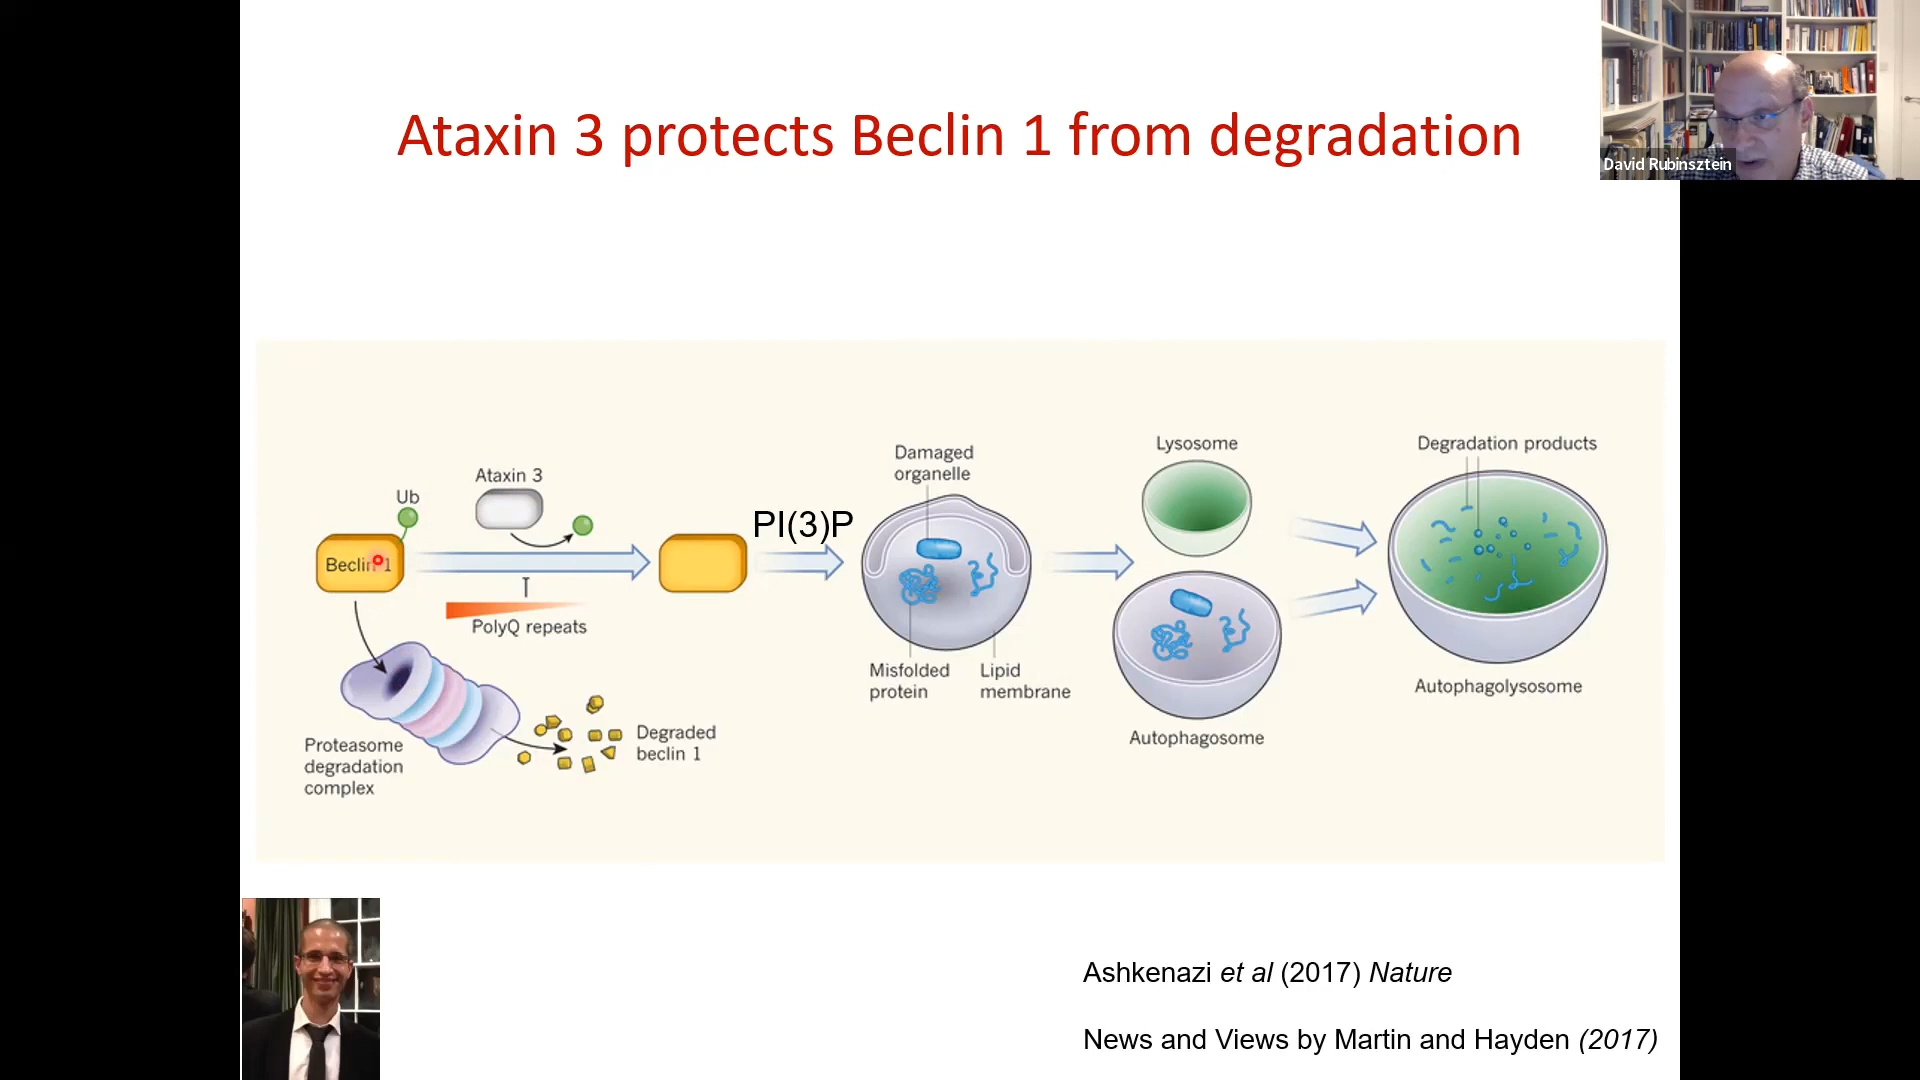 Ataxin 3 protects Beclin 1 from degradation
David Rubinsztein
Ub
Ataxin 3
Beclin 1
PolyQ repeats
PI(3)P
Damaged
organelle
Misfolded
protein
Lipid
membrane
Lysosome
Autophagosome
Degradation products
Autophagolysosome
Proteasome
degradation
complex
Degraded
beclin 1
Ashkenazi et al (2017) Nature
News and Views by Martin and Hayden (2017)